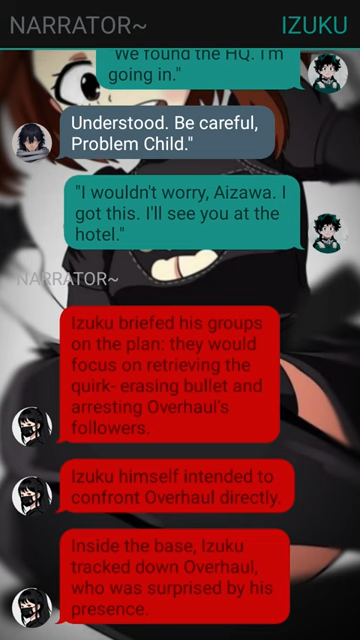 NARRATOR~ IZUKU
"We found the HQ. I'm
going in."
Understood. Be careful,
Problem Child."
"I wouldn't worry, Aizawa. I
got this. I'll see you at the
hotel."
NARRATOR~
Izuku briefed his groups
on the plan: they would
focus on retrieving the
quirk- erasing bullet and
arresting Overhaul's
followers.
Izuku himself intended to
confront Overhaul directly.
Inside the base, Izuku
tracked down Overhaul,
who was surprised by his
presence.